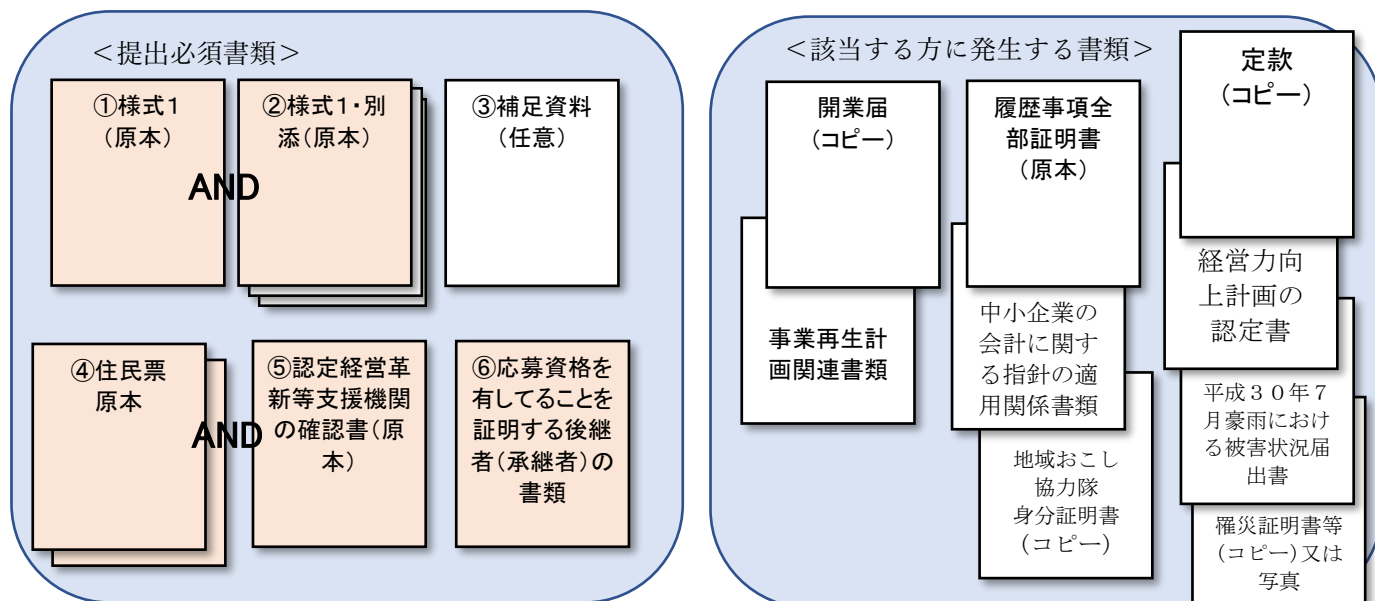 ＜提出必須書類＞
①様式1
(原本)
AND
②様式1・別
添(原本)
③補足資料
(任意)
④住民票
原本
AND
⑤認定経営革
新等支援機関
の確認書(原
本)
⑥応募資格を
有してることを
証明する後継
者(承継者)の
書類
＜該当する方に発生する書類＞
開業届
(コピー)
事業再生計
画関連書類
履歴事項全
部証明書
(原本)
中小企業の
会計に関す
る指針の適
用関係書類
地域おこし
協力隊
身分証明書
(コピー)
定款
(コピー)
経営力向
上計画の
認定書
平成３０年７
月豪雨におけ
る被害状況届
出書
罹災証明書等
(コピー)又は
写真